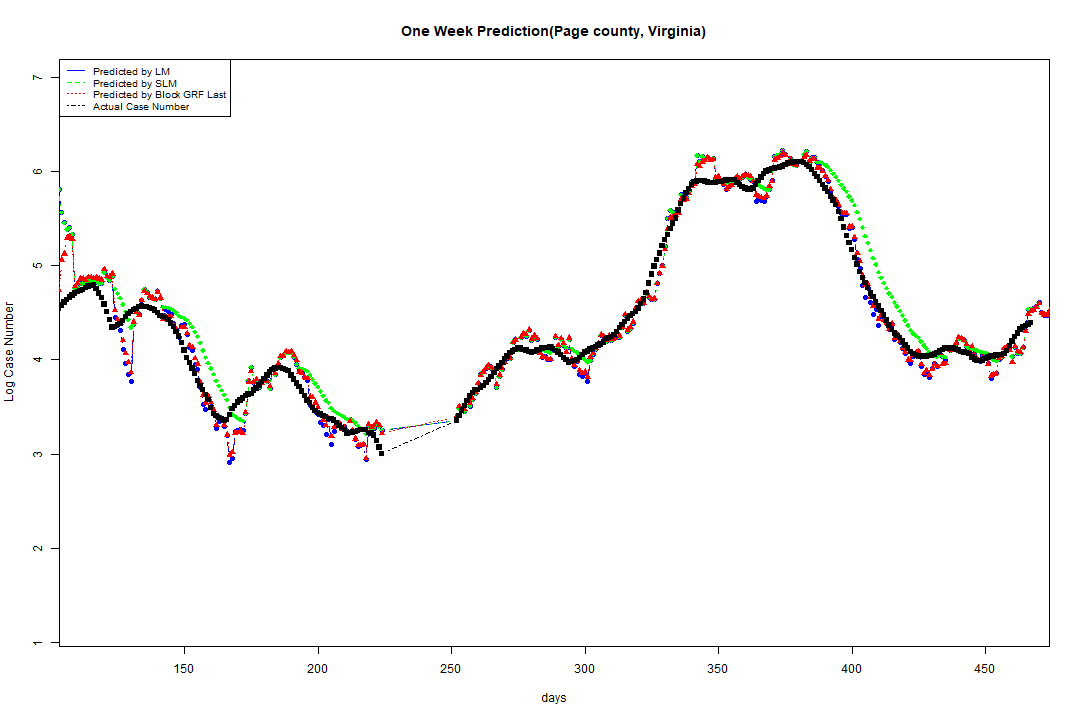 One Week Prediction(Page county, Virginia)
Predicted by LM
Predicted by SLM
Predicted by Block GRF Last
Actual Case Number
Log Case Number
7
6
5
4
3
2
1
150 200 250 300 350 400 450
days